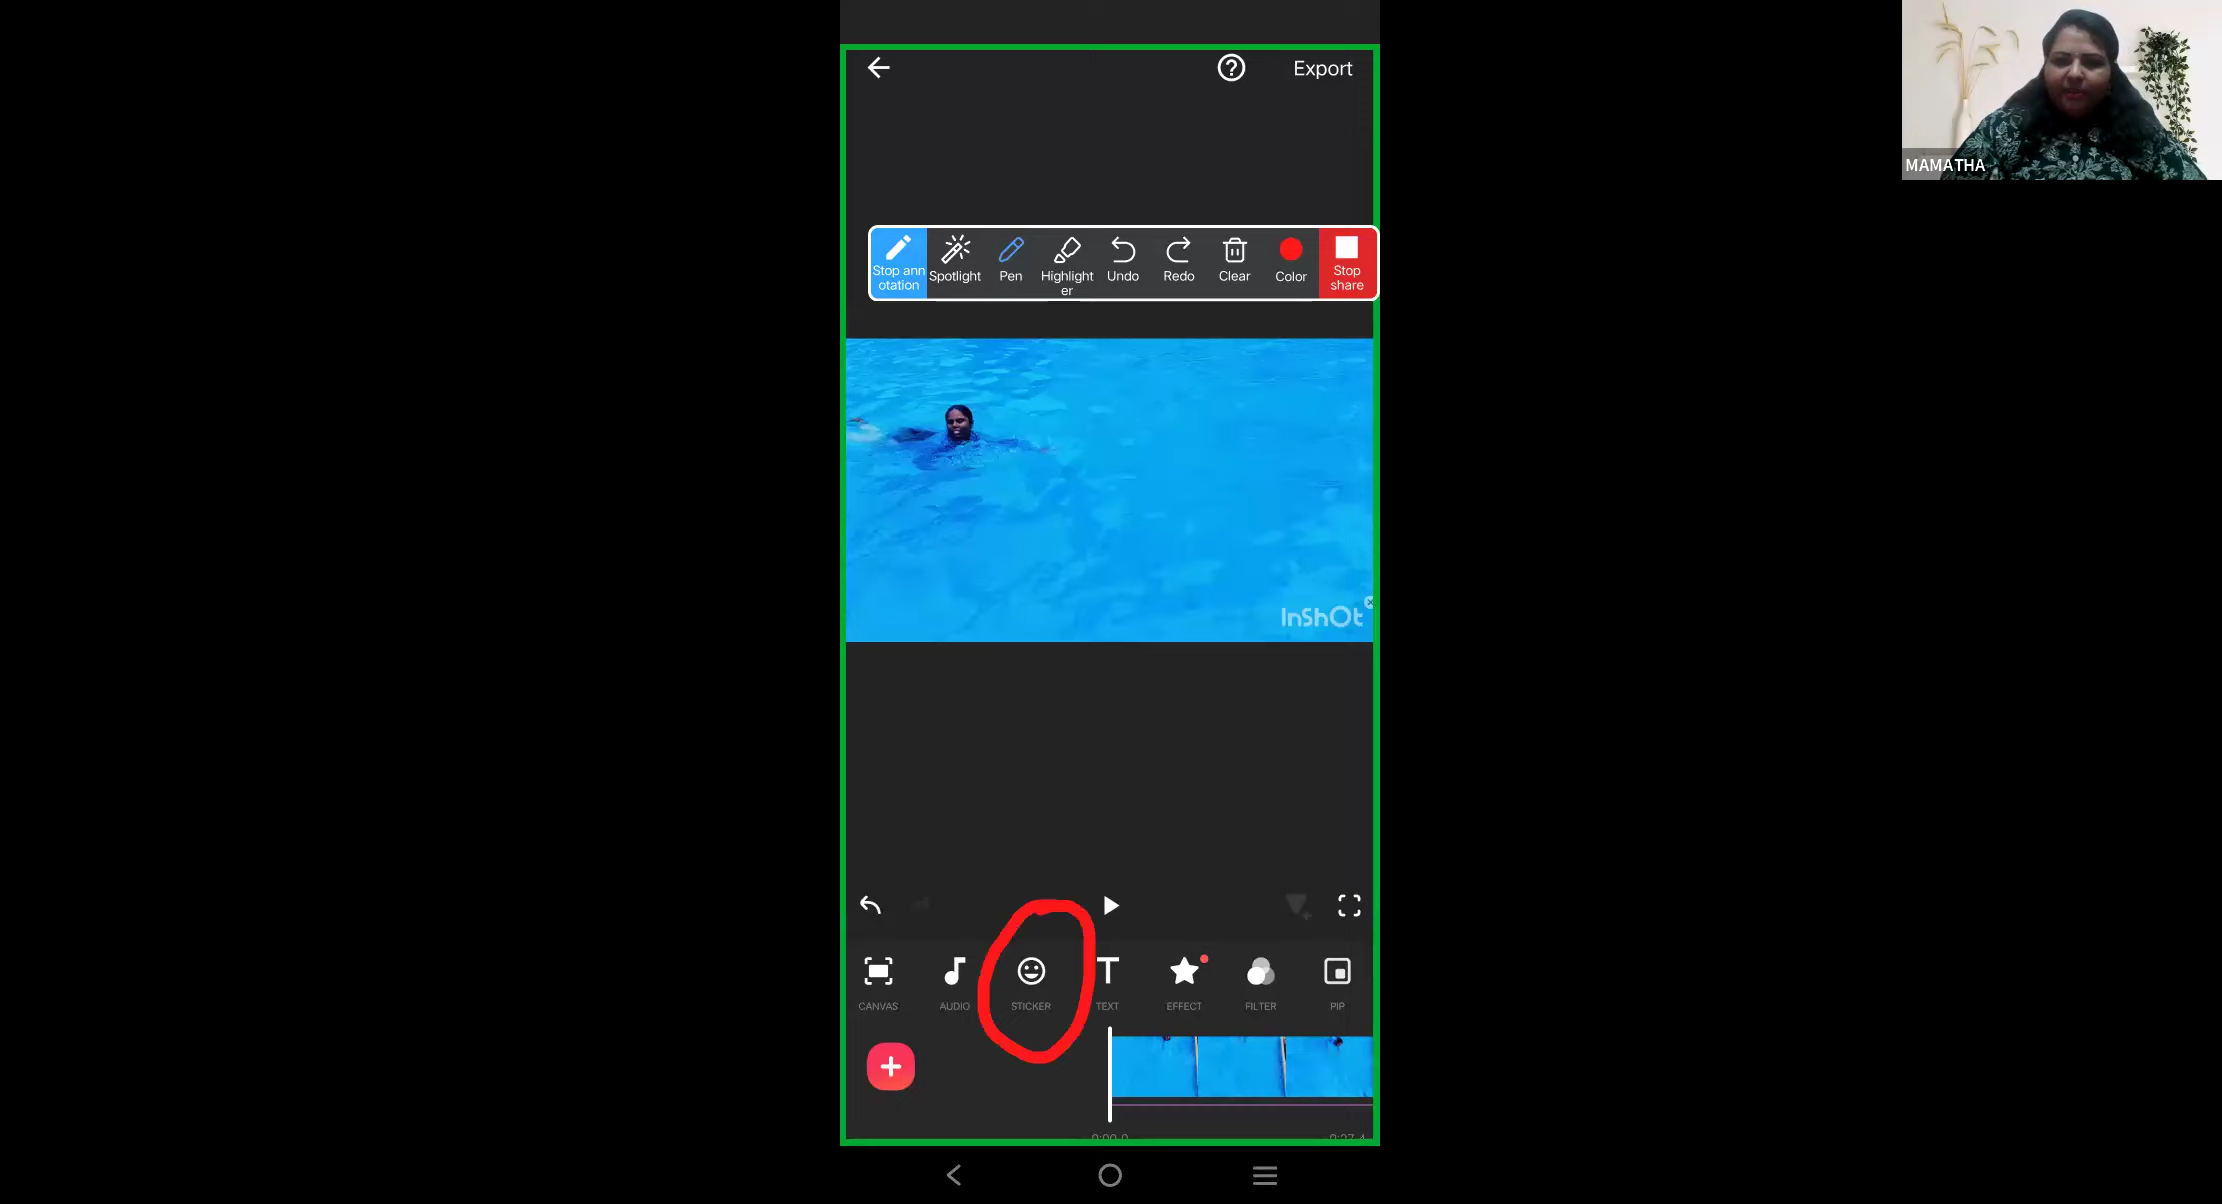 Export
MAMATHA
Stop ann
otation
Spotlight
Pen
Highlight
er
Undo
Redo
Clear
Color
Stop
share
InShOt
CANVAS
AUDIO
STICKER
TEXT
EFFECT
FILTER
PIP